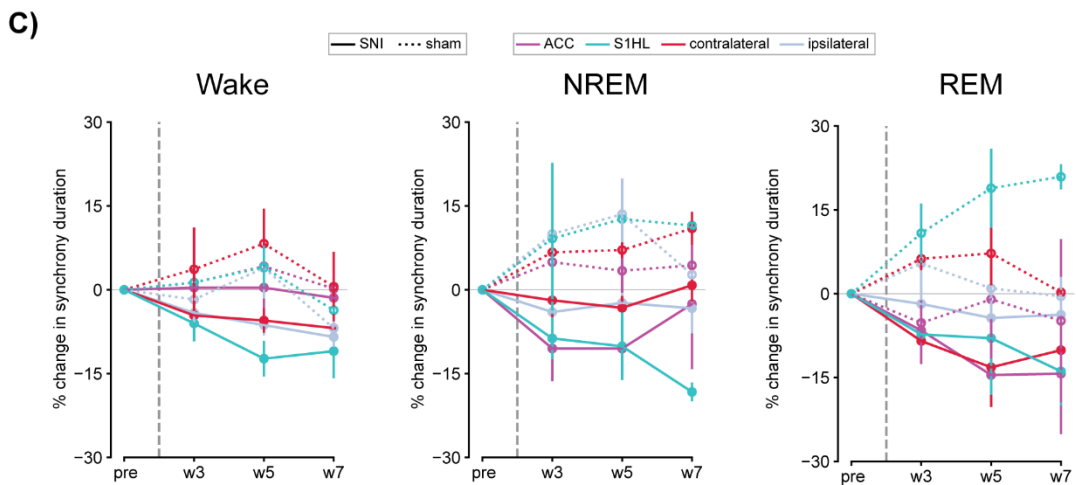 C)
SNI sham ACC S1HL contralateral ipsilateral
Wake NREM REM
% change in synchrony duration
30
15
0
−15
−30
pre w3 w5 w7
% change in synchrony duration
30
15
0
−15
−30
pre w3 w5 w7
% change in synchrony duration
30
15
0
−15
−30
pre w3 w5 w7